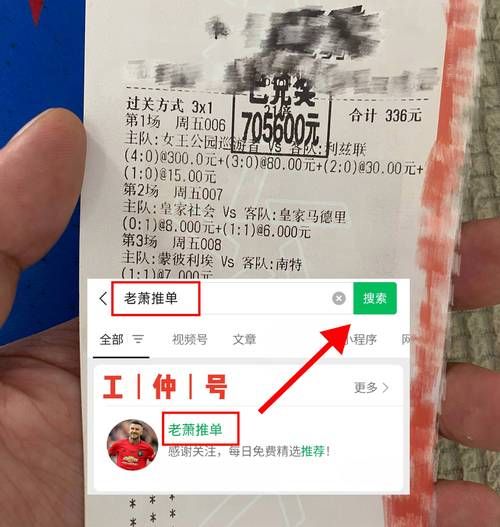 已兑奖
21倍
705600元
过关方式 3x1
合计 336元
第1场 周五006
主队:女王公园巡游者 Vs 客队:利兹联
(4:0)@300.0元+(3:0)@80.00元+(2:0)@30.00元+
(1:0)@15.00元
第2场 周五007
主队:皇家社会 Vs 客队:皇家马德里
(0:1)@8.000元+(1:1)@6.000元
第3场 周五008
主队:蒙彼利埃 Vs 客队:南特
(1:1)@7.000元
老萧推单
搜索
全部
视频号
文章
小程序
工|仲|号
更多
老萧推单
感谢关注，每日免费精选推荐！